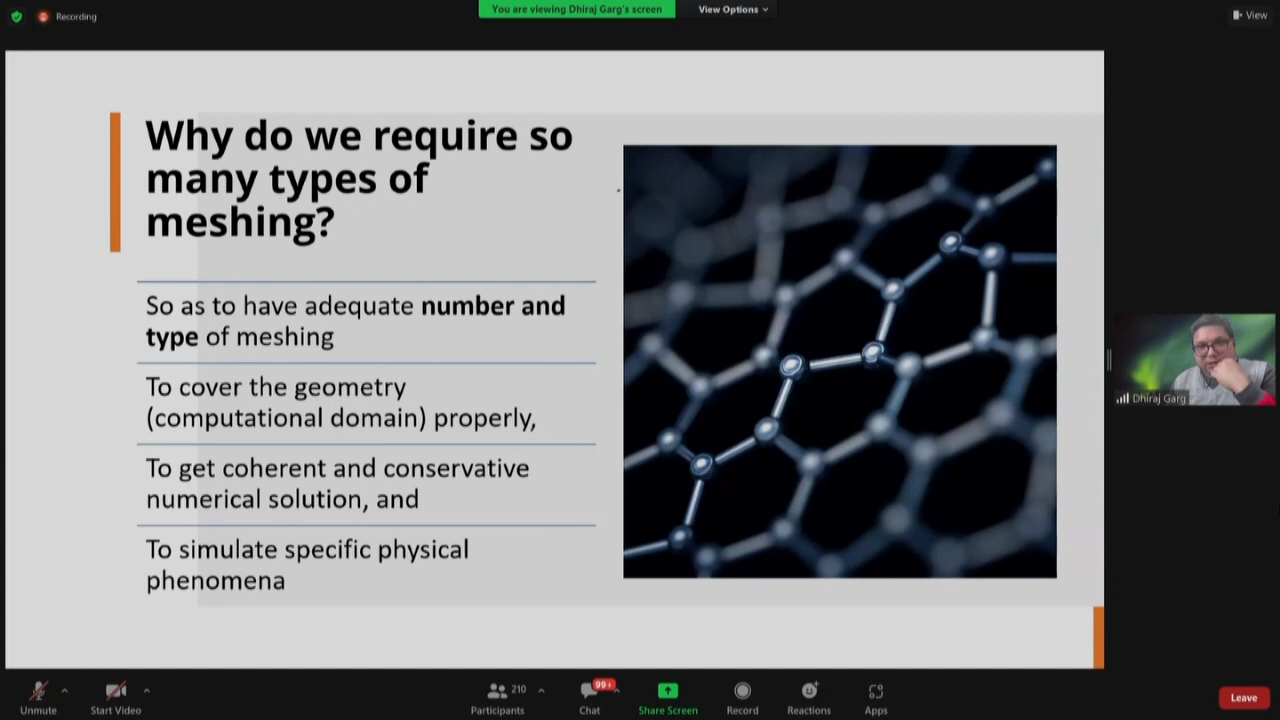 Recording
You are viewing Dhiraj Garg's screen
View Options
View
Why do we require so
many types of
meshing?
So as to have adequate number and
type of meshing
To cover the geometry
(computational domain) properly,
To get coherent and conservative
numerical solution, and
To simulate specific physical
phenomena
Dhiraj Garg
Unmute
Start Video
210
Participants
99+
Chat
Share Screen
Record
Reactions
Apps
Leave